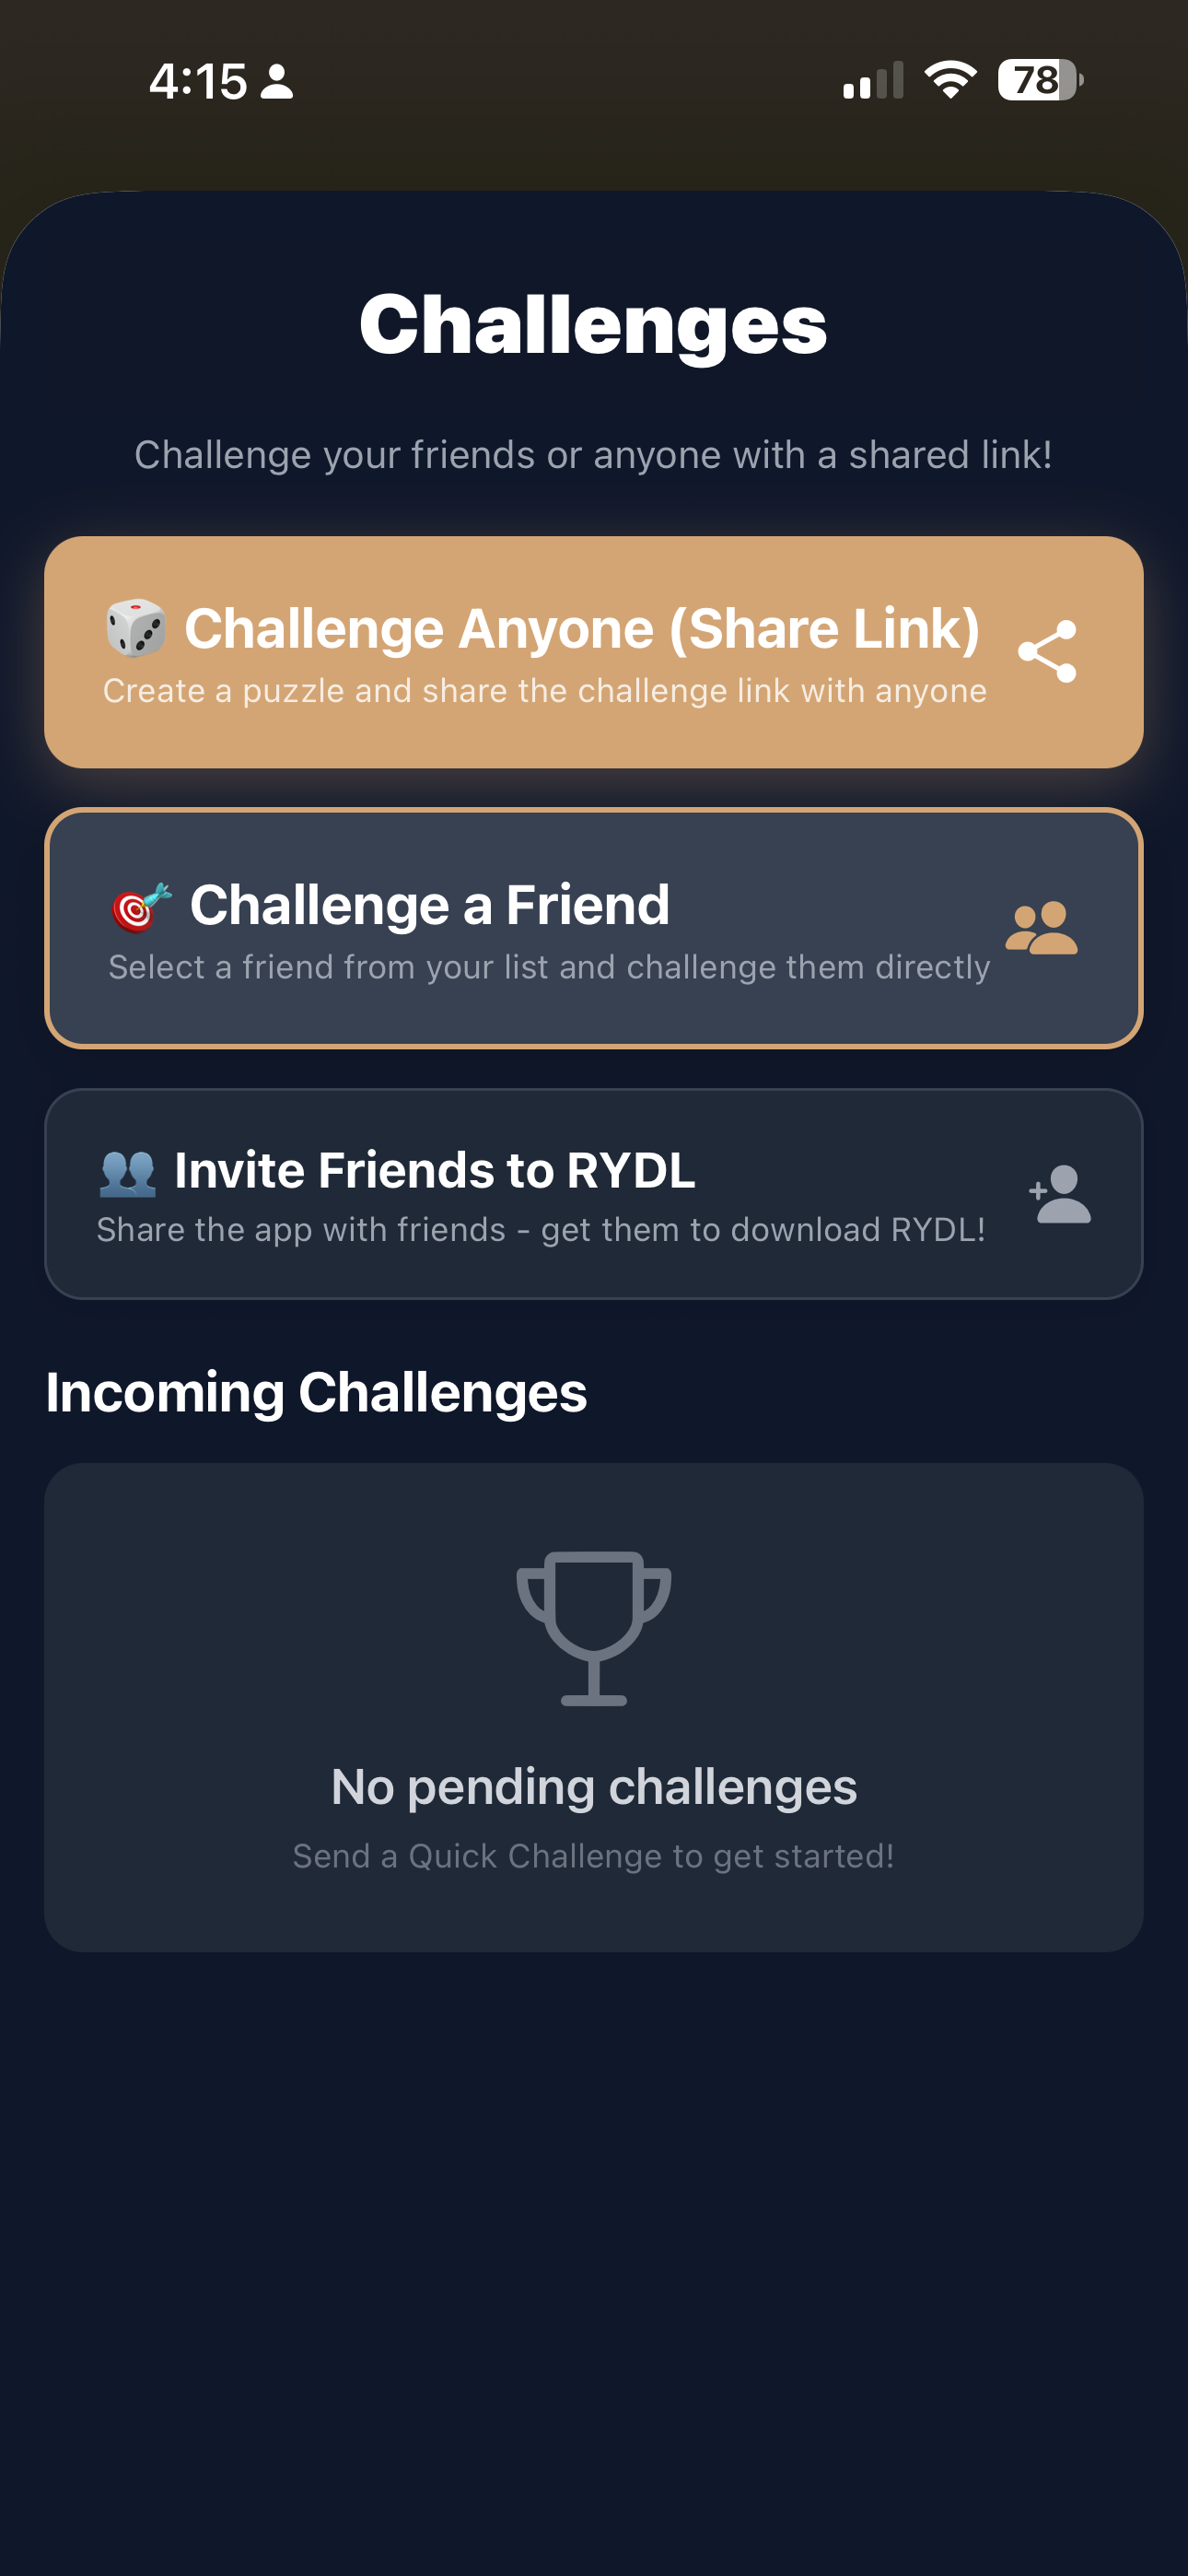 4:15
78
Challenges
Challenge your friends or anyone with a shared link!
🎲 Challenge Anyone (Share Link)
Create a puzzle and share the challenge link with anyone
🎯 Challenge a Friend
Select a friend from your list and challenge them directly
👥 Invite Friends to RYDL
Share the app with friends - get them to download RYDL!
Incoming Challenges
No pending challenges
Send a Quick Challenge to get started!